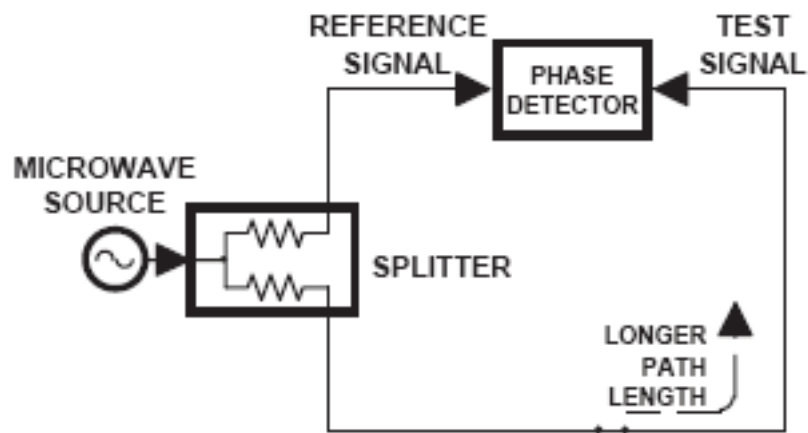 REFERENCE
SIGNAL
PHASE
DETECTOR
TEST
SIGNAL
MICROWAVE
SOURCE
SPLITTER
LONGER
PATH
LENGTH